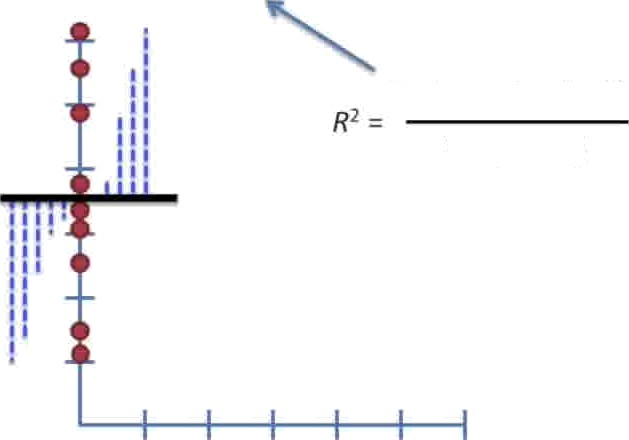 R² =